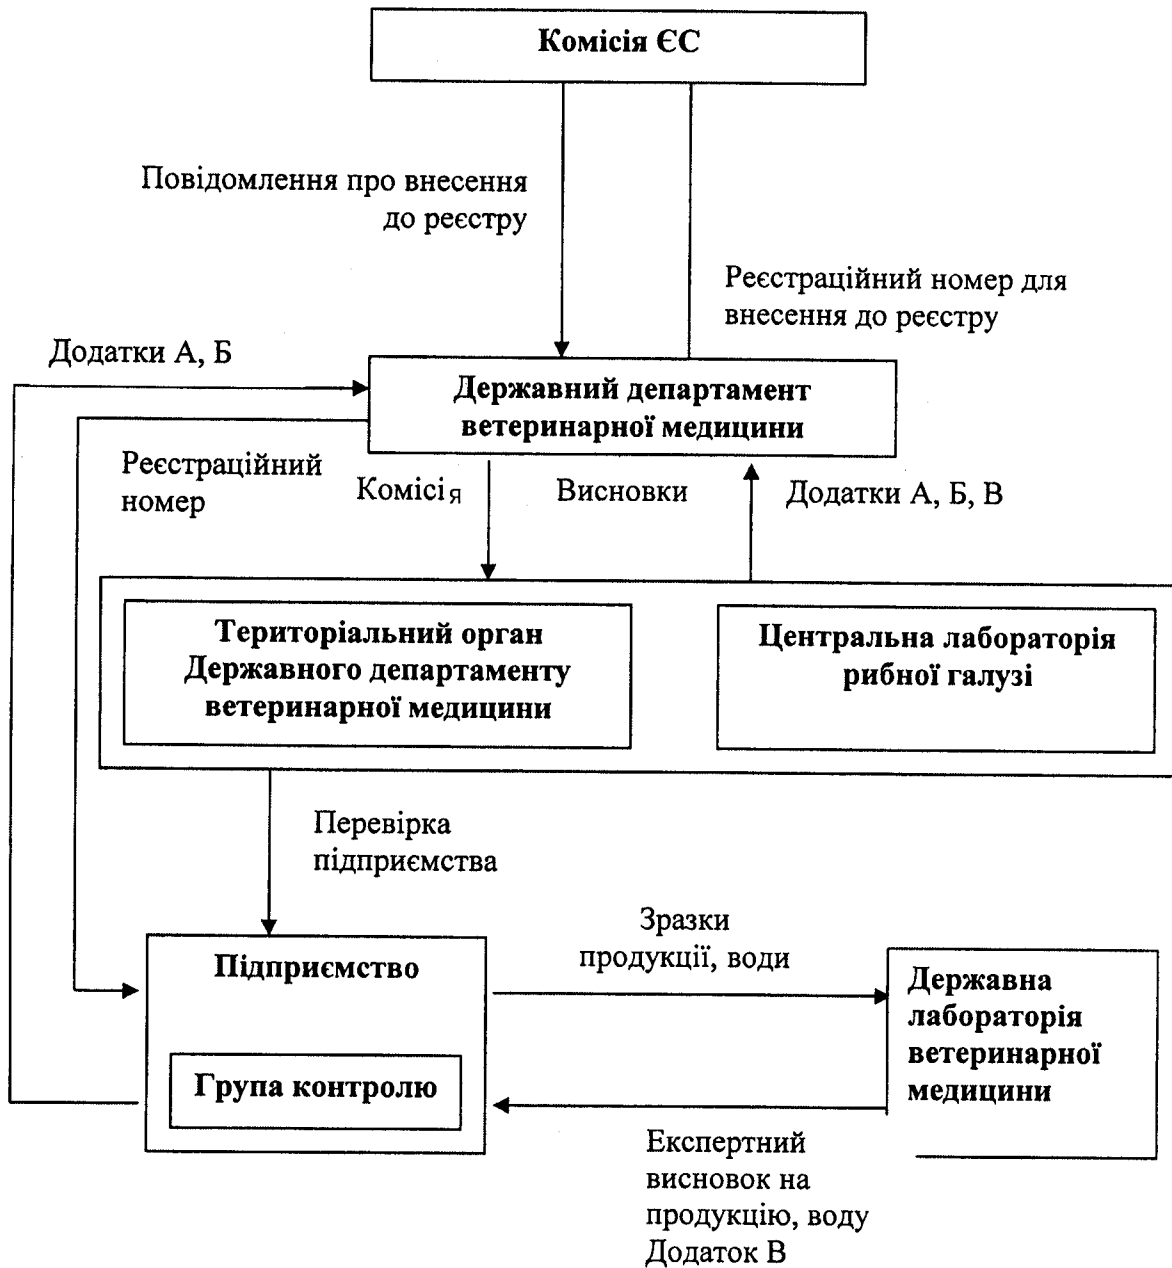 Комісія ЄС
Повідомлення про внесення
до реєстру
Реєстраційний номер для
внесення до реєстру
Додатки А, Б
Державний департамент
ветеринарної медицини
Реєстраційний
номер
Комісія
Висновки
Додатки А, Б, В
Територіальний орган
Державного департаменту
ветеринарної медицини
Центральна лабораторія
рибної галузі
Перевірка
підприємства
Зразки
продукції, води
Підприємство
Державна
лабораторія
ветеринарної
медицини
Група контролю
Експертний
висновок на
продукцію, воду
Додаток В